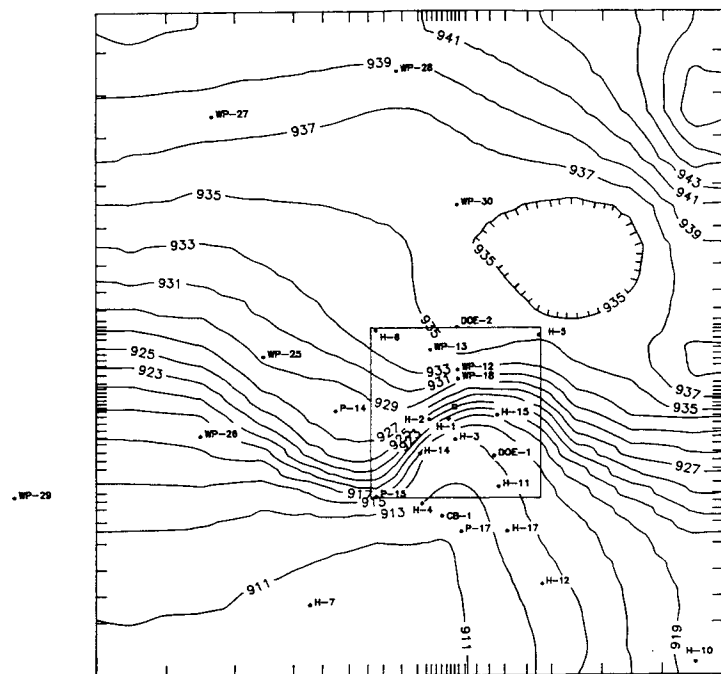 941
939
WP-28
WP-27
937
937
943
941
935
WP-30
939
933
935
931
935
935
DOE-2
H-6
H-5
925
WP-13
WP-25
933
WP-12
923
931
WP-18
937
929
935
P-14
H-2
H-1
H-15
927
WP-26
H-3
H-14
DOE-1
927
H-11
917
WP-29
P-15
915
H-4
913
CB-1
P-17
H-17
911
H-12
H-7
919
911
H-10